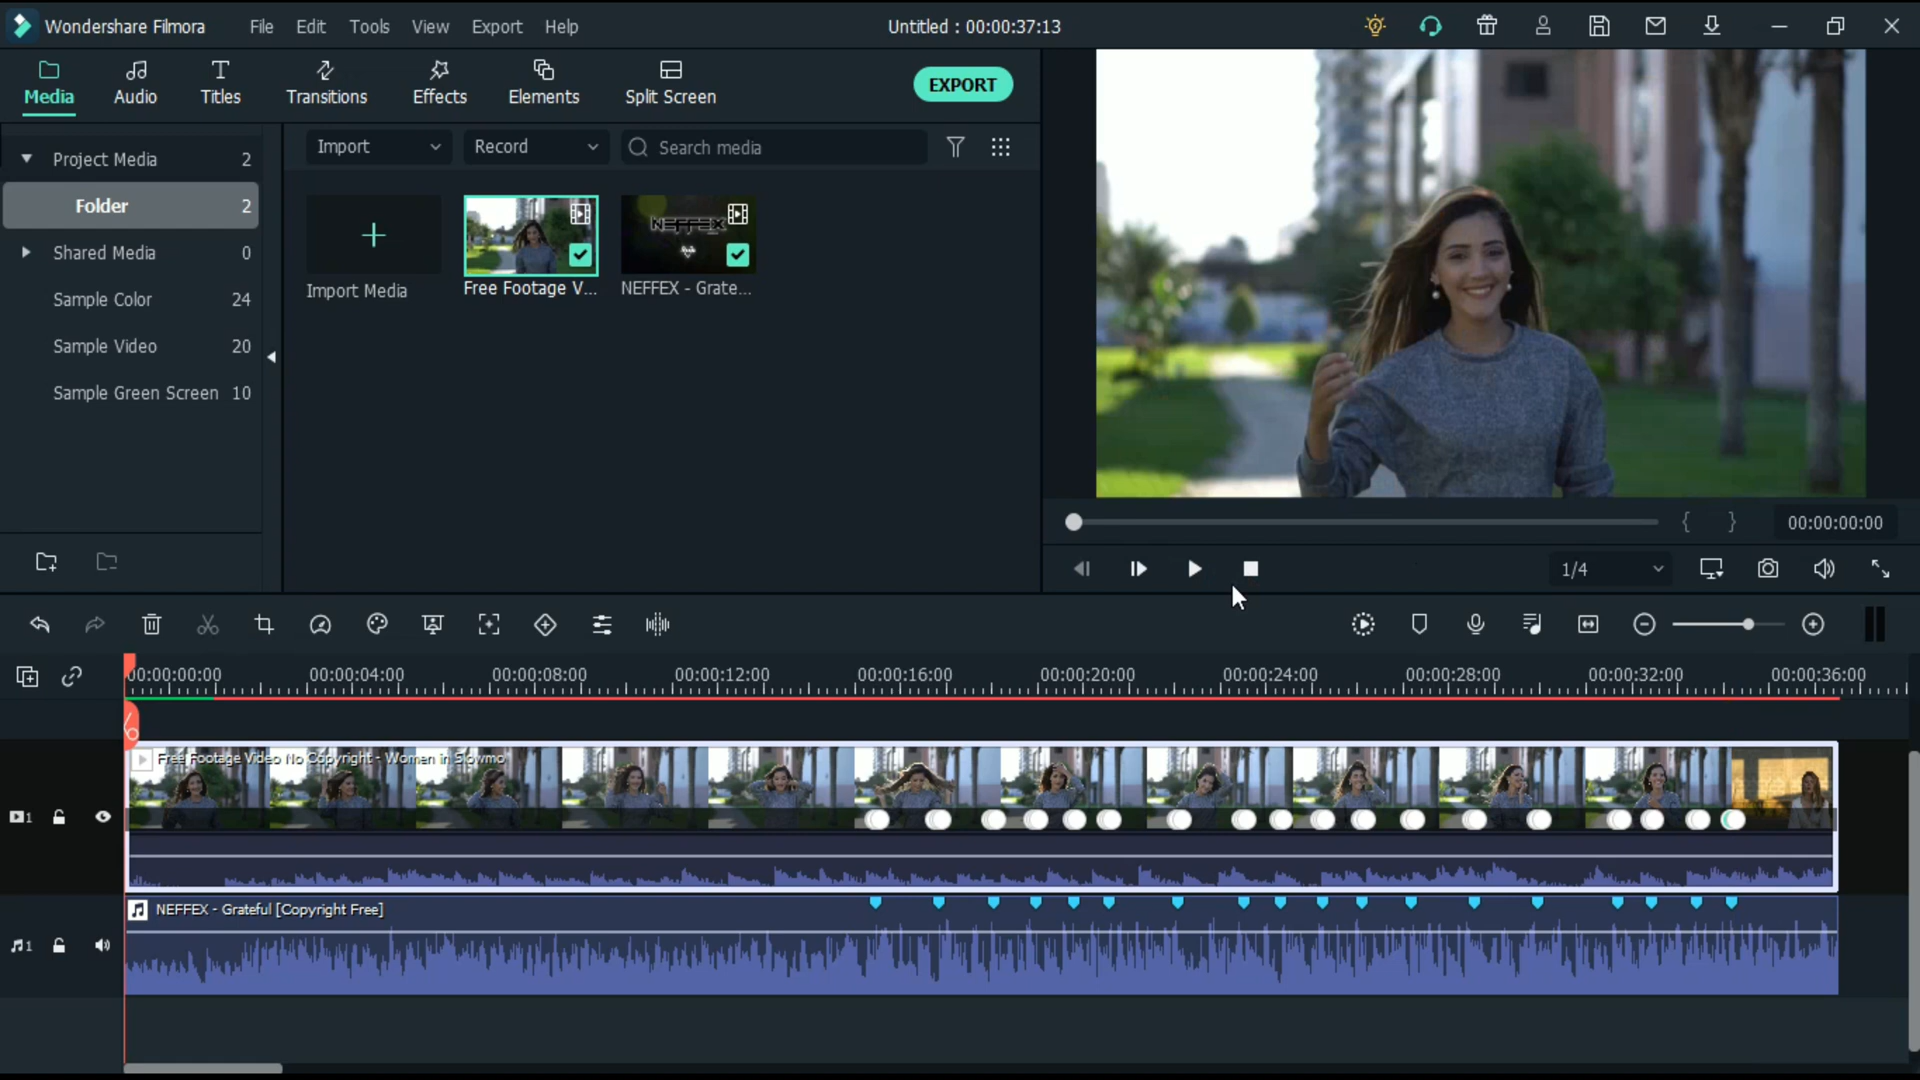 Wondershare Filmora File Edit Tools View Export Help Untitled : 00:00:37:13
Media Audio Titles Transitions Effects Elements Split Screen EXPORT
Project Media 2
Folder 2
Shared Media 0
Sample Color 24
Sample Video 20
Sample Green Screen 10
Import Record Search media
NEFFEX
Import Media Free Footage V... NEFFEX - Grate...
{ } 00:00:00:00
1/4
00:00:00:00 00:00:04:00 00:00:08:00 00:00:12:00 00:00:16:00 00:00:20:00 00:00:24:00 00:00:28:00 00:00:32:00 00:00:36:00
Free Footage Video No Copyright - Women in Slowmo
1
NEFFEX - Grateful [Copyright Free]
1